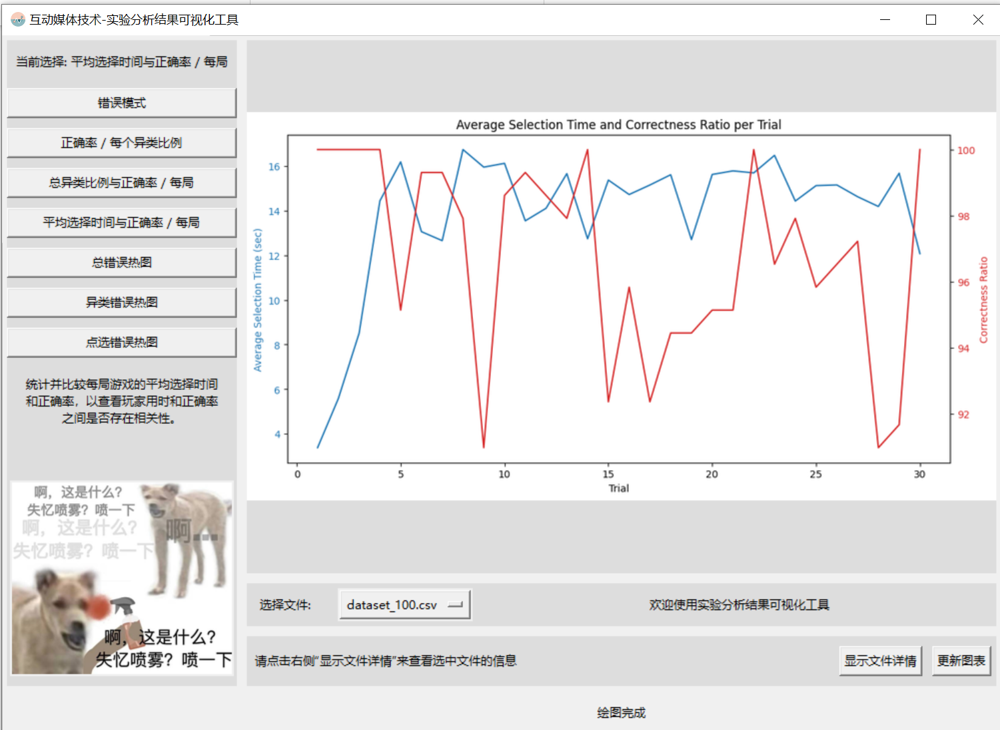 互动媒体技术-实验分析结果可视化工具
当前选择: 平均选择时间与正确率 / 每局
错误模式
正确率 / 每个异类比例
总异类比例与正确率 / 每局
平均选择时间与正确率 / 每局
总错误热图
异类错误热图
点选错误热图
统计并比较每局游戏的平均选择时间
和正确率，以查看玩家用时和正确率
之间是否存在相关性。
啊，这是什么？
失忆喷雾？喷一下
啊，这是什么？
失忆喷雾？喷一下
啊...
啊，这是什么？
失忆喷雾？喷一下
Average Selection Time and Correctness Ratio per Trial
Average Selection Time (sec)
16
14
12
10
8
6
4
0 5 10 15 20 25 30
Trial
100
98
96
94
92
Correctness Ratio
选择文件:
dataset_100.csv
欢迎使用实验分析结果可视化工具
请点击右侧“显示文件详情”来查看选中文件的信息
显示文件详情
更新图表
绘图完成